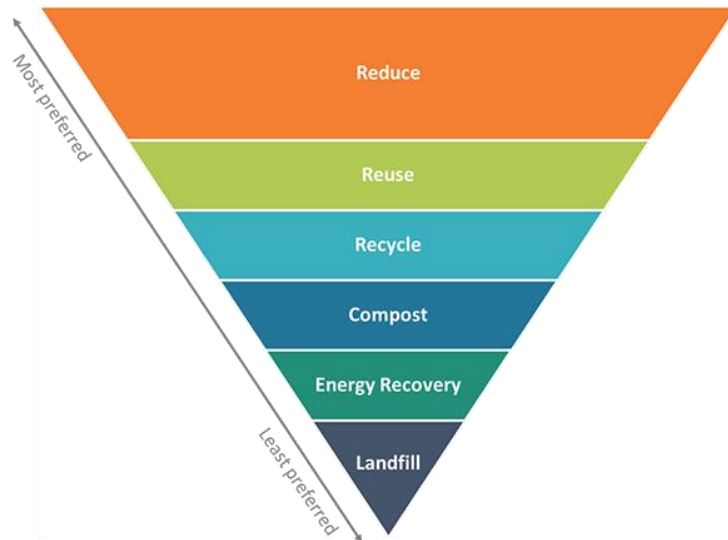 Most preferred
Reduce
Reuse
Recycle
Compost
Energy Recovery
Landfill
Least preferred